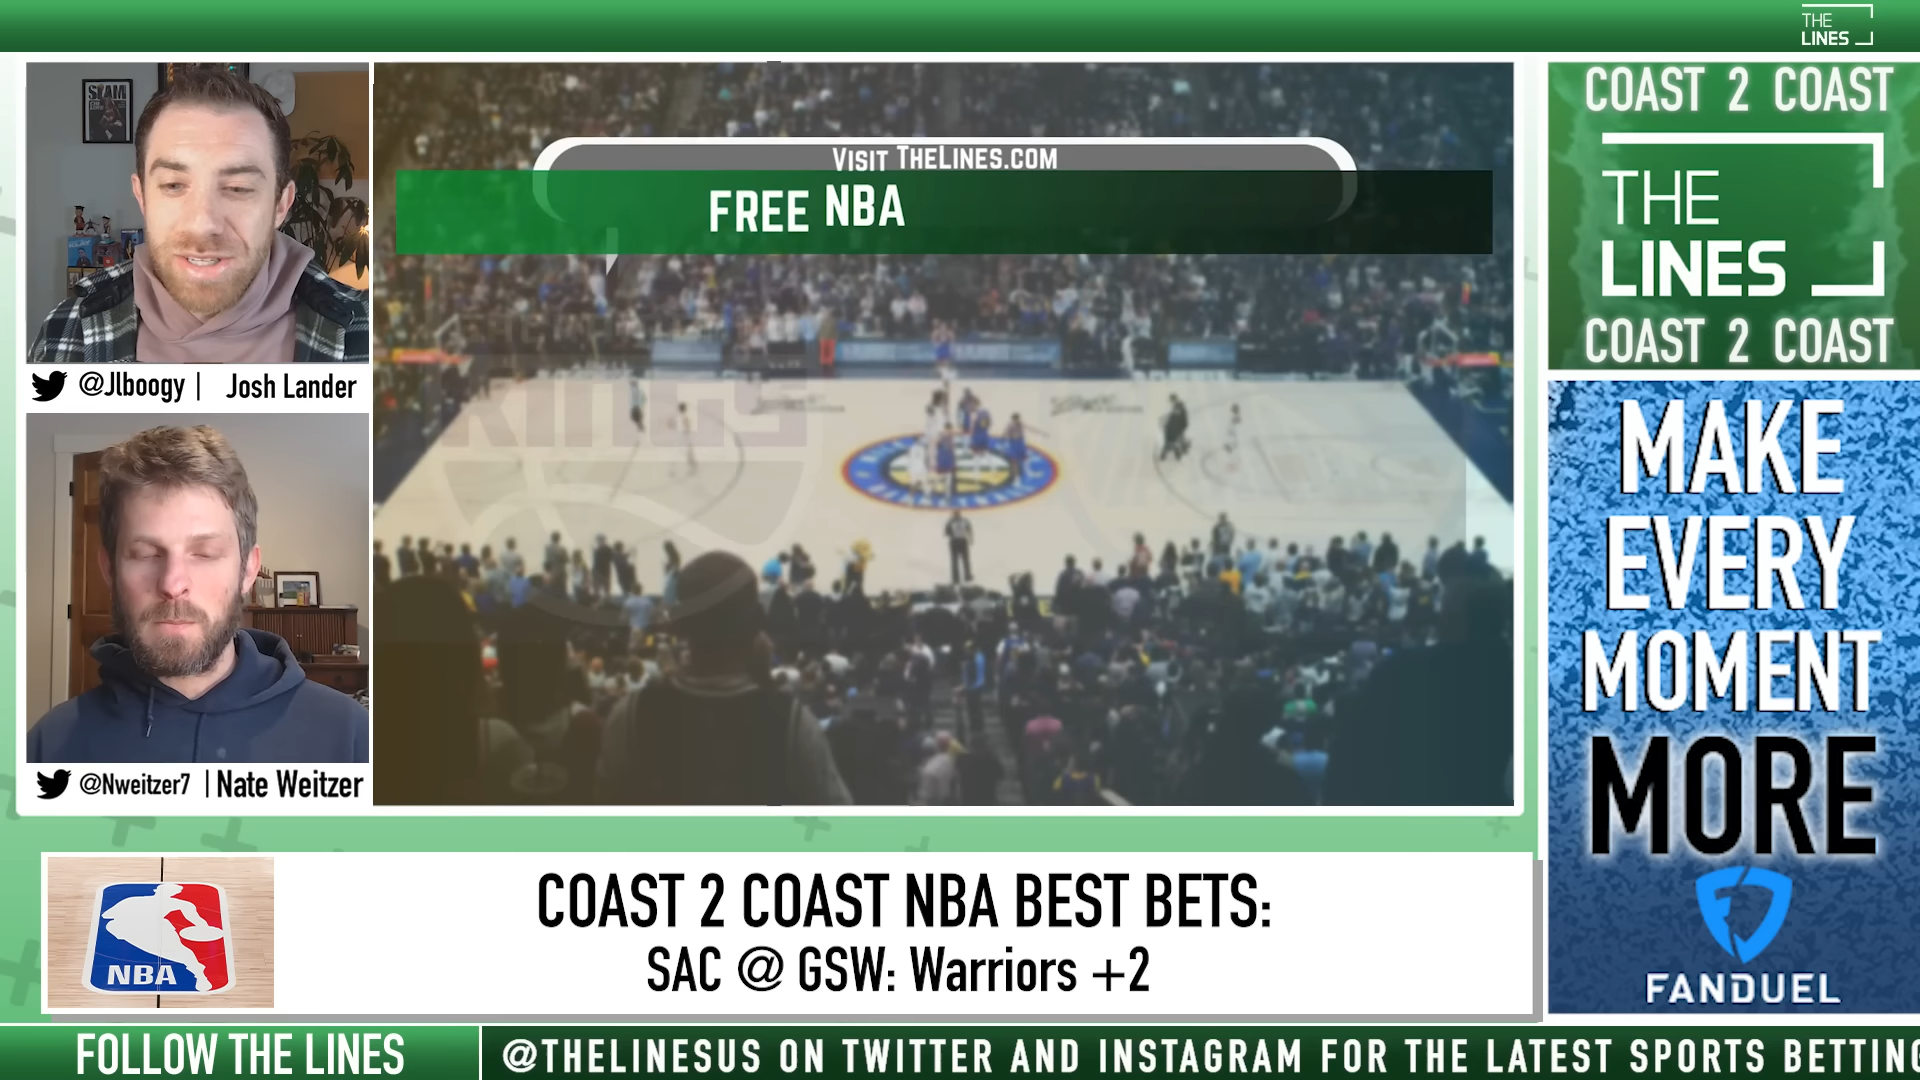 THE
LINES
SLAM
@Jlboogy | Josh Lander
@Nweitzer7 | Nate Weitzer
VISIT THELINES.COM
FREE NBA
KINGS
COAST 2 COAST
THE
LINES
COAST 2 COAST
MAKE
EVERY
MOMENT
MORE
FANDUEL
NBA
COAST 2 COAST NBA BEST BETS:
SAC @ GSW: Warriors +2
FOLLOW THE LINES
@THELINESUS ON TWITTER AND INSTAGRAM FOR THE LATEST SPORTS BETTING